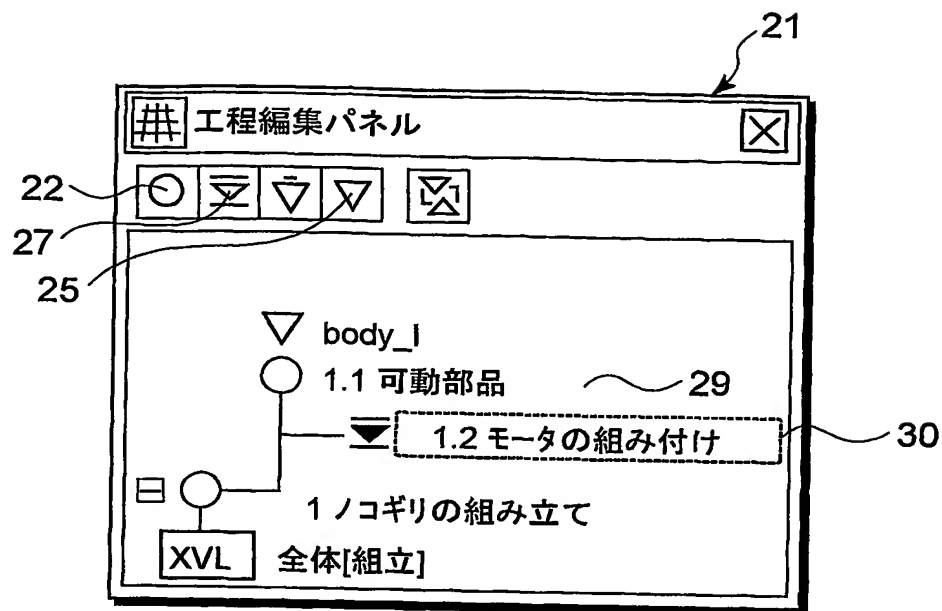 21
工程編集パネル
22
27
25
body_l
1.1 可動部品
29
1.2 モータの組み付け
30
1 ノコギリの組み立て
XVL 全体[組立]